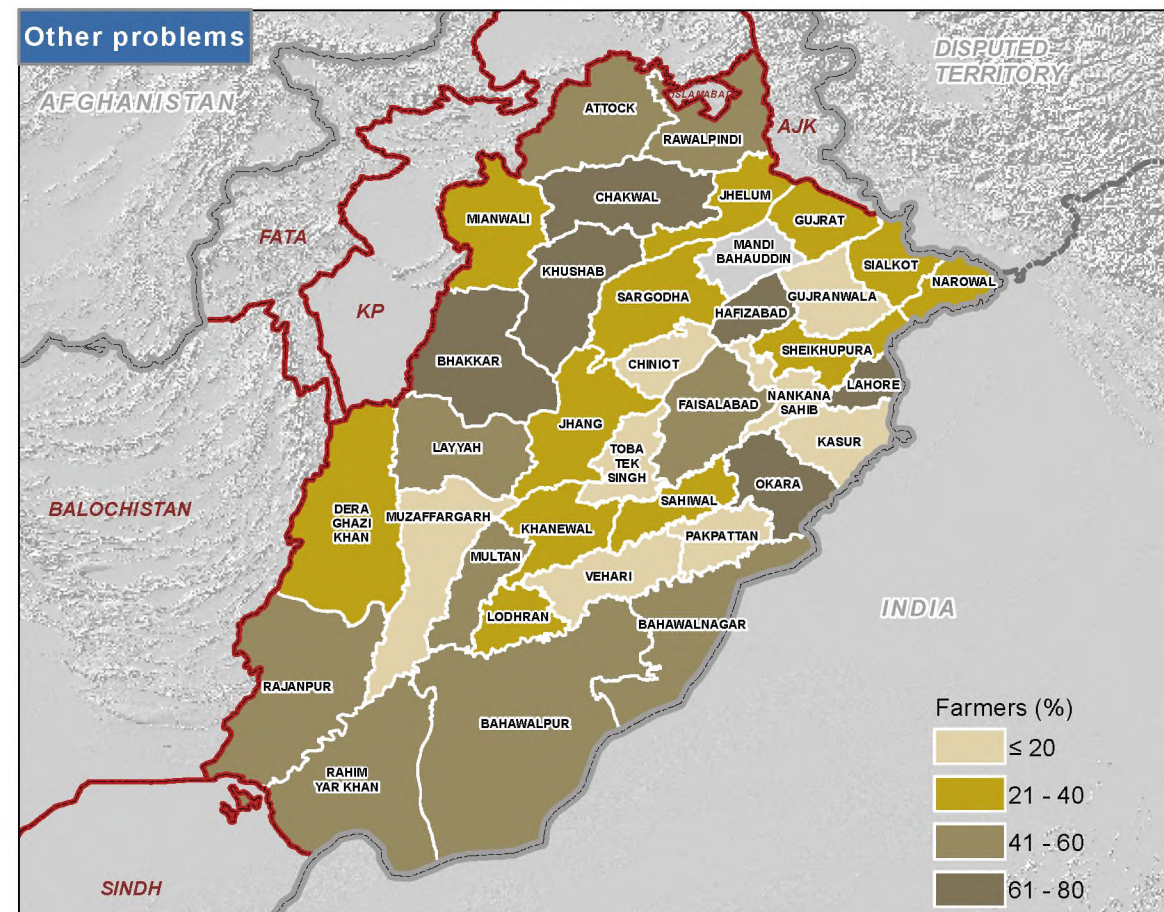 Other problems
AFGHANISTAN
DISPUTED
TERRITORY
ISLAMABAD
ATTOCK
RAWALPINDI
AJK
CHAKWAL
JHELUM
MIANWALI
GUJRAT
FATA
MANDI
BAHAUDDIN
KHUSHAB
SIALKOT
NAROWAL
SARGODHA
GUJRANWALA
KP
HAFIZABAD
SHEIKHUPURA
BHAKKAR
CHINIOT
LAHORE
NANKANA
SAHIB
FAISALABAD
JHANG
KASUR
LAYYAH
TOBA
TEK
SINGH
OKARA
SAHIWAL
BALOCHISTAN
DERA
GHAZI
KHAN
MUZAFFARGARH
KHANEWAL
PAKPATTAN
MULTAN
VEHARI
INDIA
LODHRAN
BAHAWALNAGAR
RAJANPUR
BAHAWALPUR
RAHIM
YAR KHAN
SINDH
Farmers (%)
≤ 20
21 - 40
41 - 60
61 - 80